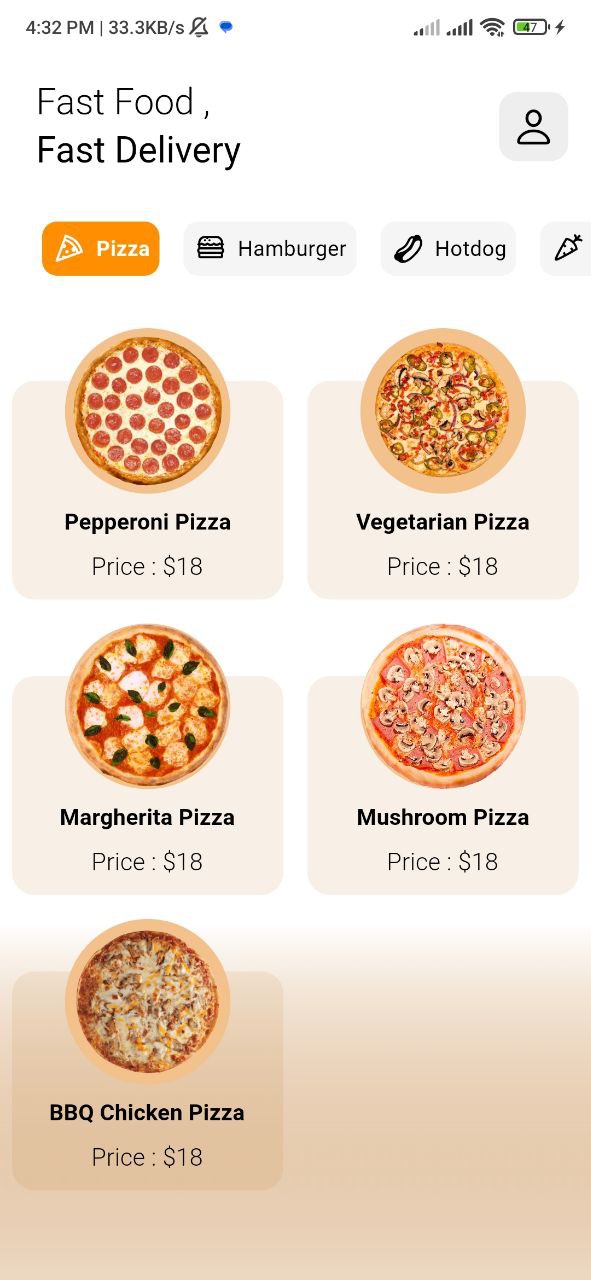 4:32 PM | 33.3KB/s
47
Fast Food ,
Fast Delivery
Pizza
Hamburger
Hotdog
Pepperoni Pizza
Price : $18
Vegetarian Pizza
Price : $18
Margherita Pizza
Price : $18
Mushroom Pizza
Price : $18
BBQ Chicken Pizza
Price : $18